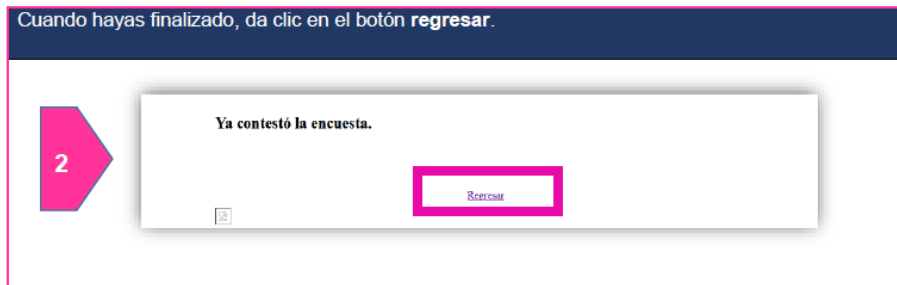 Cuando hayas finalizado, da clic en el botón regresar.
Ya contestó la encuesta.
2
Regresar